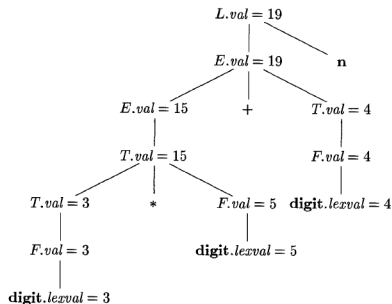 L.val = 19
E.val = 19 n
E.val = 15 + T.val = 4
T.val = 15 F.val = 4
T.val = 3 * F.val = 5 digit.lexval = 4
F.val = 3 digit.lexval = 5
digit.lexval = 3